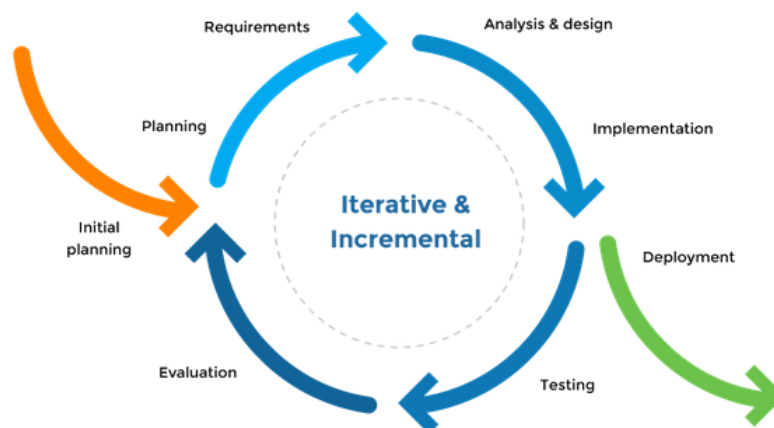 Requirements
Analysis & design
Planning
Implementation
Iterative &
Incremental
Initial
planning
Deployment
Evaluation
Testing